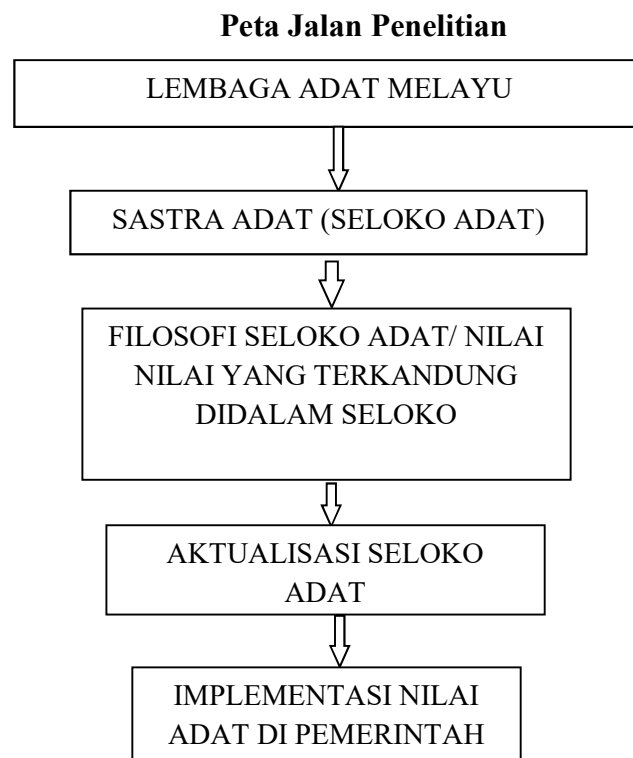 Peta Jalan Penelitian
LEMBAGA ADAT MELAYU
SASTRA ADAT (SELOKO ADAT)
FILOSOFI SELOKO ADAT/ NILAI
NILAI YANG TERKANDUNG
DIDALAM SELOKO
AKTUALISASI SELOKO
ADAT
IMPLEMENTASI NILAI
ADAT DI PEMERINTAH